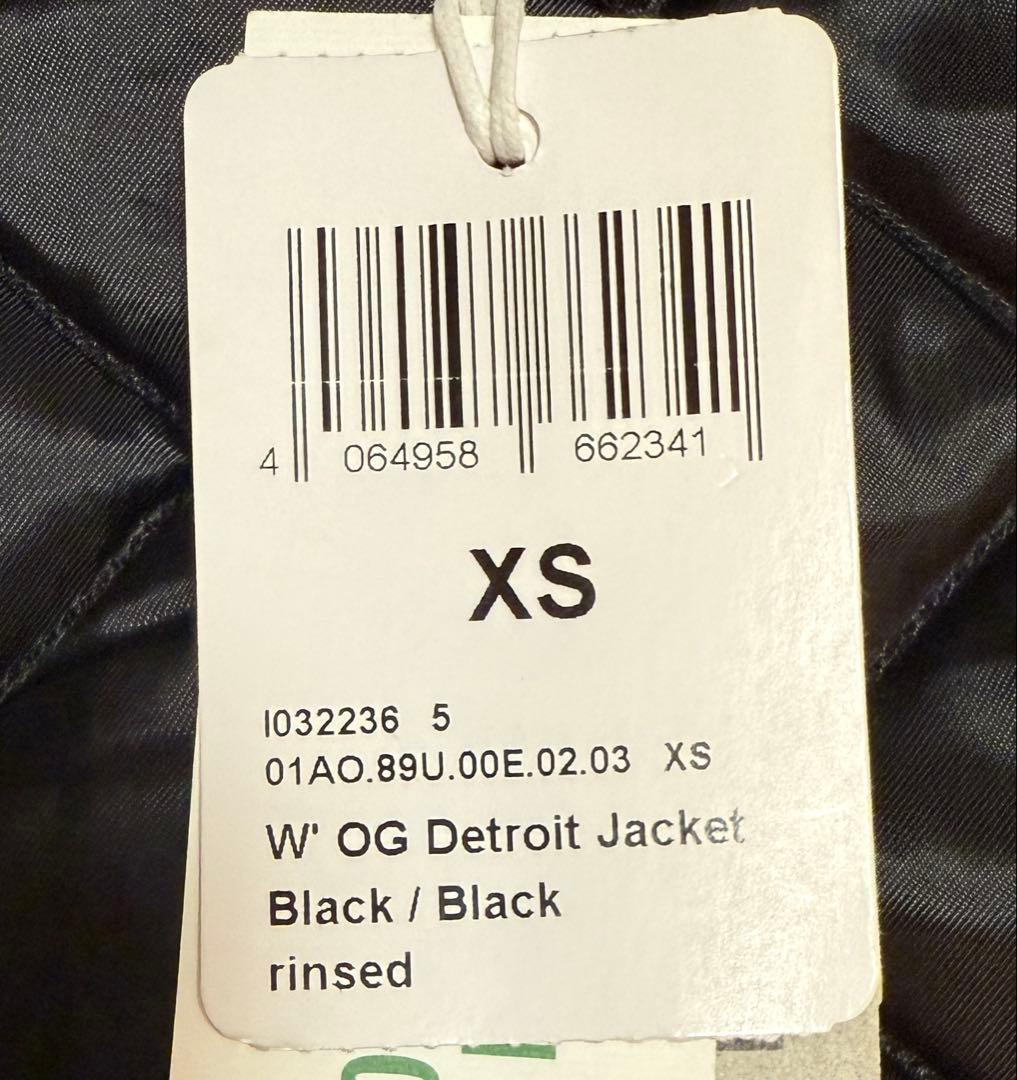 4 064958 662341
XS
I032236 5
01AO.89U.00E.02.03 XS
W' OG Detroit Jacket
Black / Black
rinsed